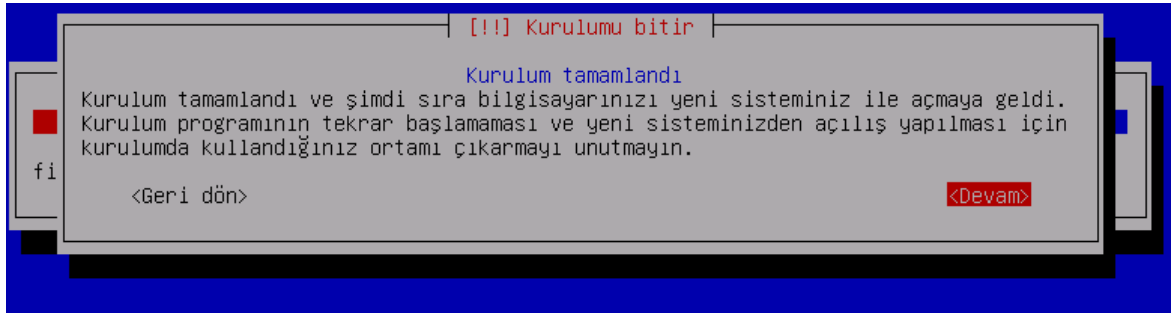 [!!] Kurulumu bitir
Kurulum tamamlandı
Kurulum tamamlandı ve şimdi sıra bilgisayarınızı yeni sisteminiz ile açmaya geldi.
Kurulum programının tekrar başlamaması ve yeni sisteminizden açılış yapılması için
kurulumda kullandığınız ortamı çıkarmayı unutmayın.
fi
<Geri dön> <Devam>